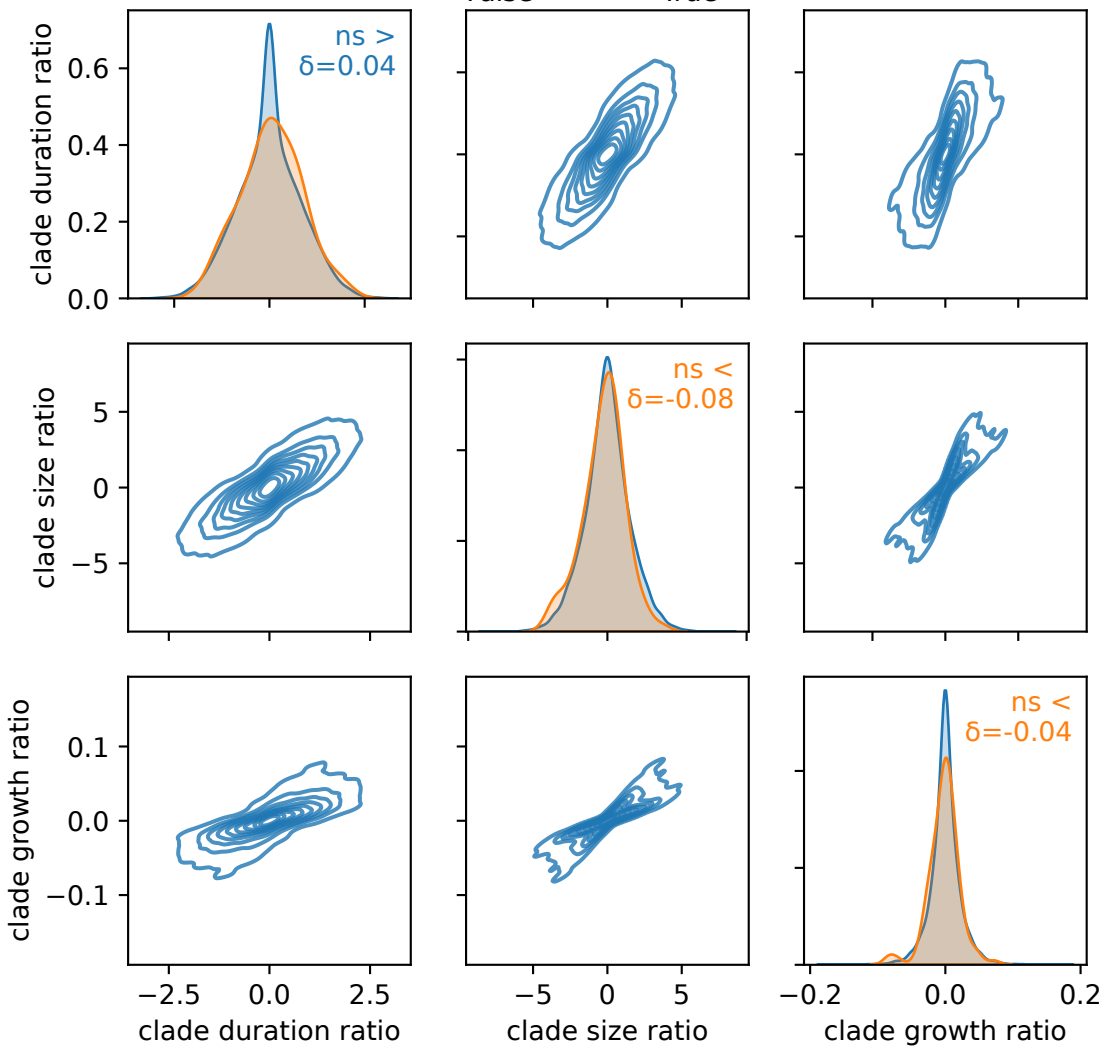 clade duration ratio
0.6
0.4
0.2
0.0
ns >
δ=0.04
clade size ratio
5
0
−5
ns <
δ=-0.08
clade growth ratio
0.1
0.0
−0.1
ns <
δ=-0.04
−2.5 0.0 2.5
−5 0 5
−0.2 0.0 0.2
clade duration ratio
clade size ratio
clade growth ratio